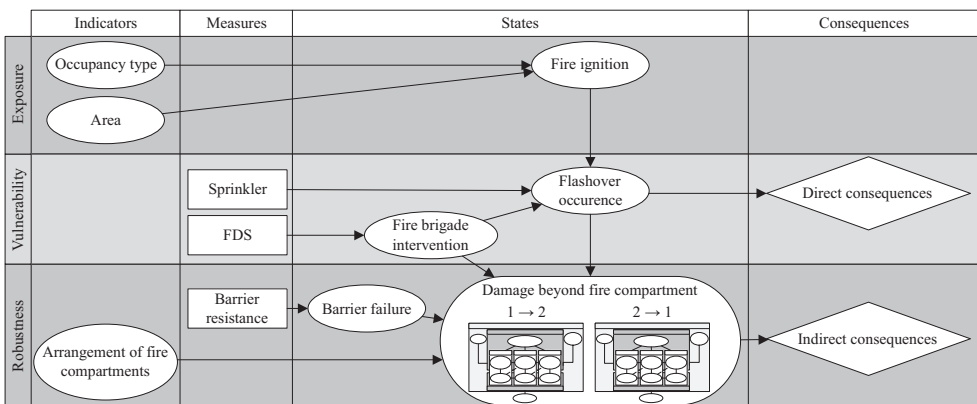 Indicators
Measures
States
Consequences
Exposure
Occupancy type
Fire ignition
Area
Vulnerability
Sprinkler
Flashover
occurence
Direct consequences
FDS
Fire brigade
intervention
Robustness
Barrier
resistance
Barrier failure
Damage beyond fire compartment
1 → 2
2 → 1
Arrangement of fire
compartments
Indirect consequences